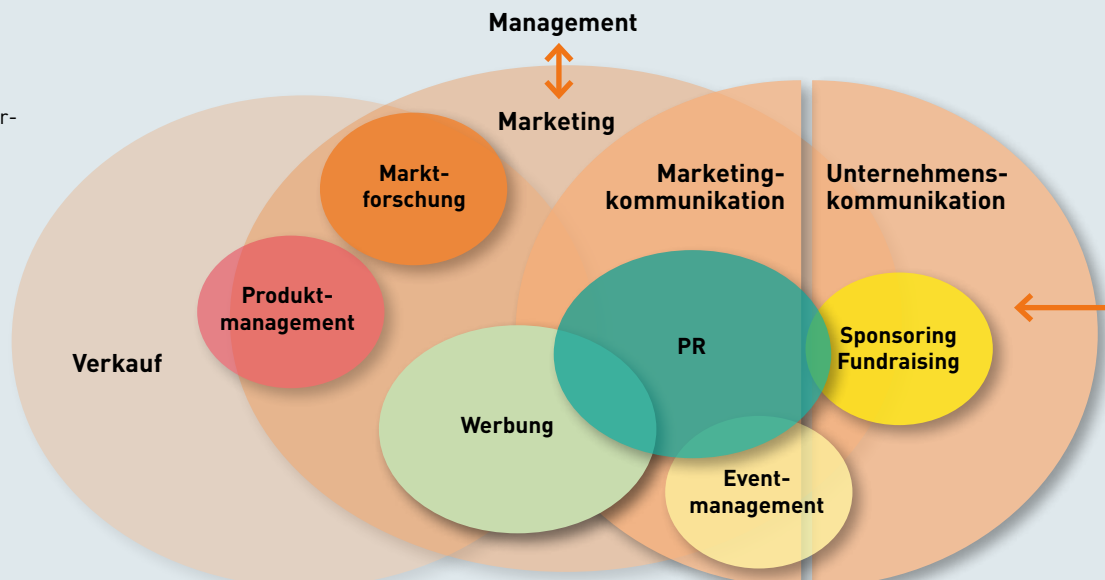 Management
r-
Marketing
Markt-
forschung
Marketing-
kommunikation
Unternehmens-
kommunikation
Produkt-
management
Verkauf
PR
Sponsoring
Fundraising
Werbung
Event-
management